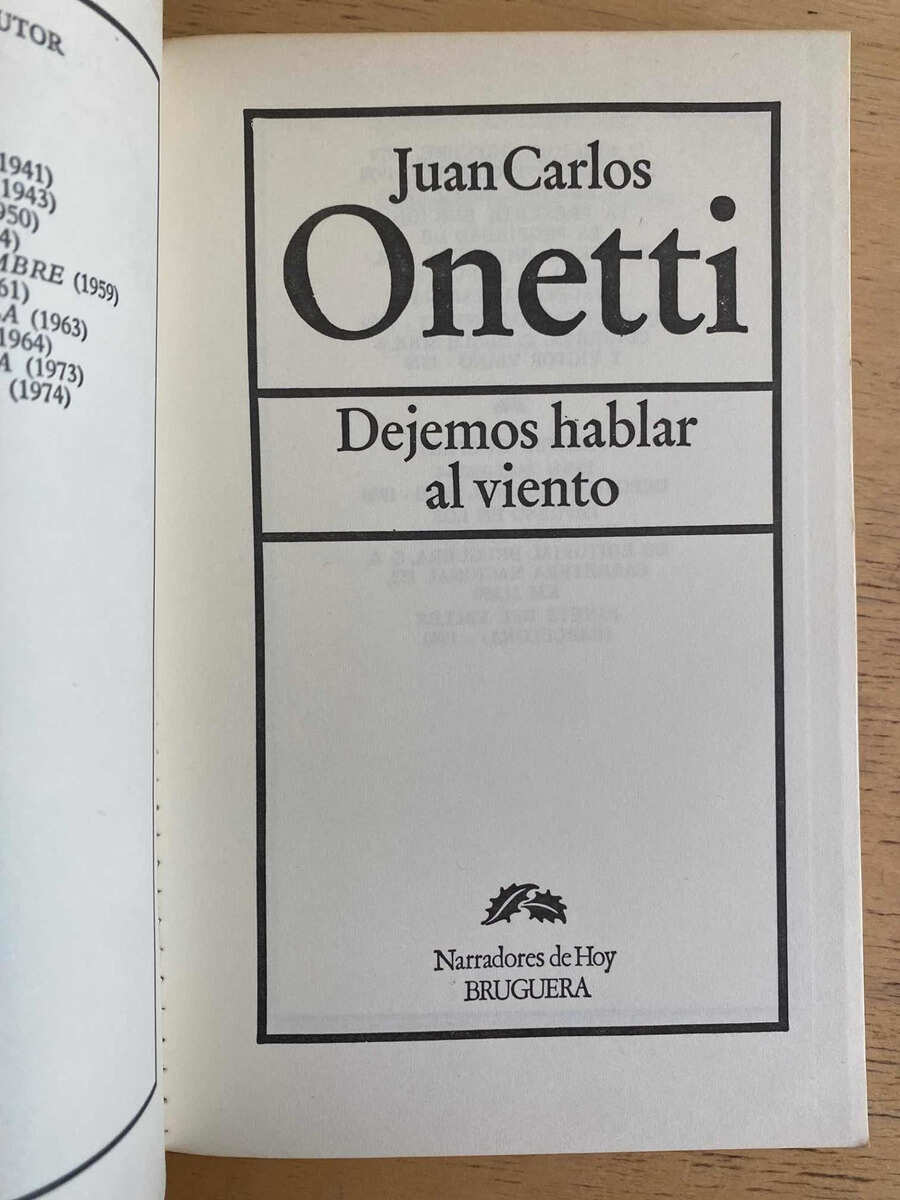 UTOR
1941)
1943)
950)
4)
MBRE (1959)
61)
A (1963)
1964)
A (1973)
(1974)
Juan Carlos
Onetti
Dejemos hablar
al viento
Narradores de Hoy
BRUGUERA